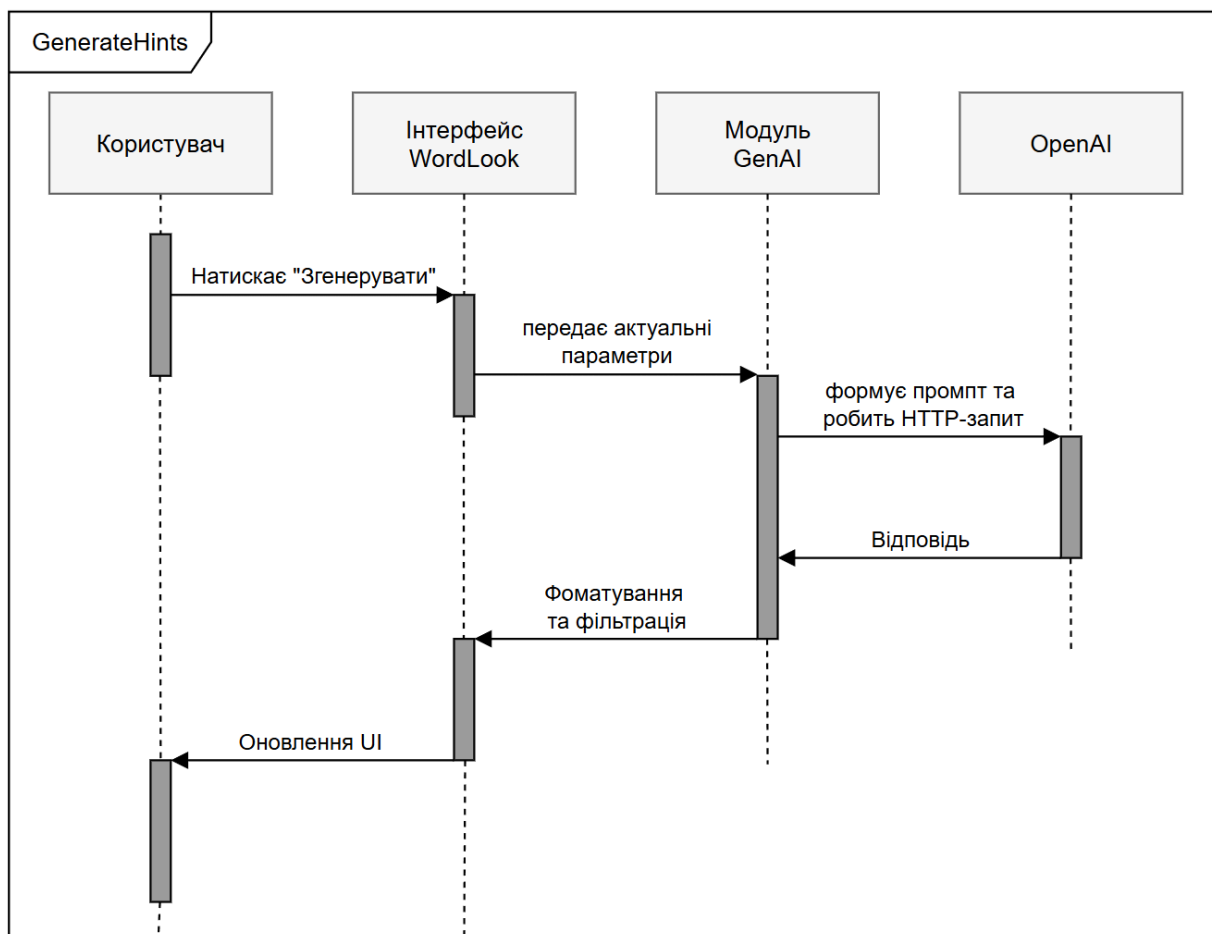 GenerateHints
Користувач
Інтерфейс
WordLook
Модуль
GenAI
OpenAI
Натискає "Згенерувати"
передає актуальні
параметри
формує промпт та
робить HTTP-запит
Відповідь
Фоматування
та фільтрація
Оновлення UI